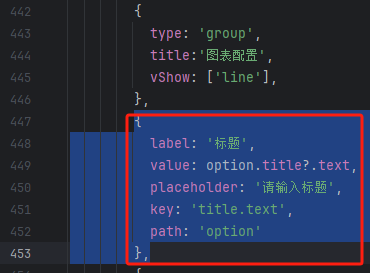 442 {
443 type: 'group',
444 title:'图表配置',
445 vShow: ['line'],
446 },
447 {
448 label: '标题',
449 value: option.title?.text,
450 placeholder: '请输入标题',
451 key: 'title.text',
452 path: 'option'
453 },